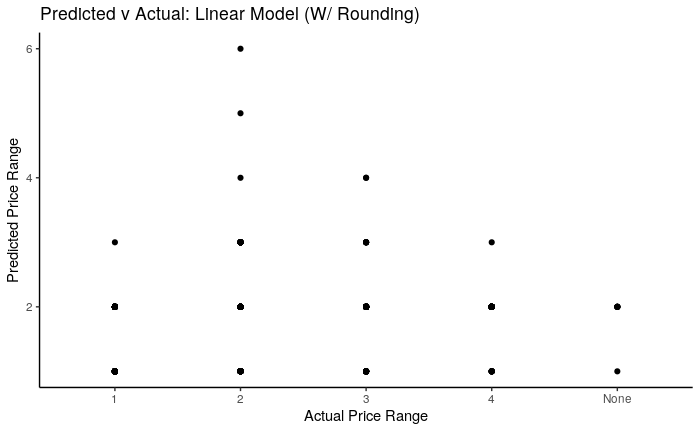 Predicted v Actual: Linear Model (W/ Rounding)
Predicted Price Range
6
4
2
1 2 3 4 None
Actual Price Range